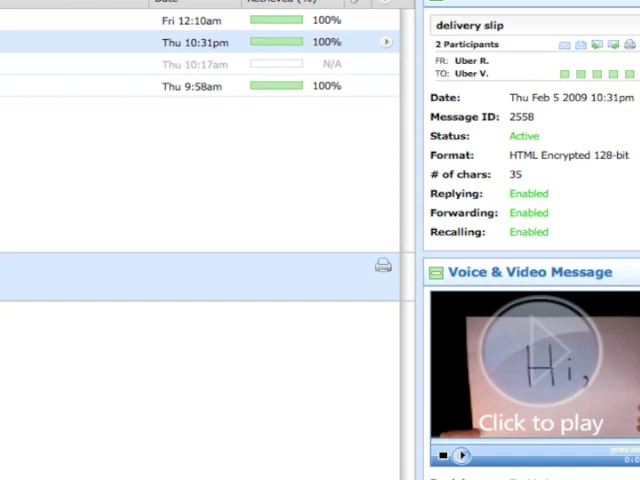 Date Retrieved (%)
Fri 12:10am 100%
Thu 10:31pm 100%
Thu 10:17am N/A
Thu 9:58am 100%
delivery slip
2 Participants
FR: Uber R.
TO: Uber V.
Date: Thu Feb 5 2009 10:31pm
Message ID: 2558
Status: Active
Format: HTML Encrypted 128-bit
# of chars: 35
Replying: Enabled
Forwarding: Enabled
Recalling: Enabled
Voice & Video Message
Hi,
Click to play